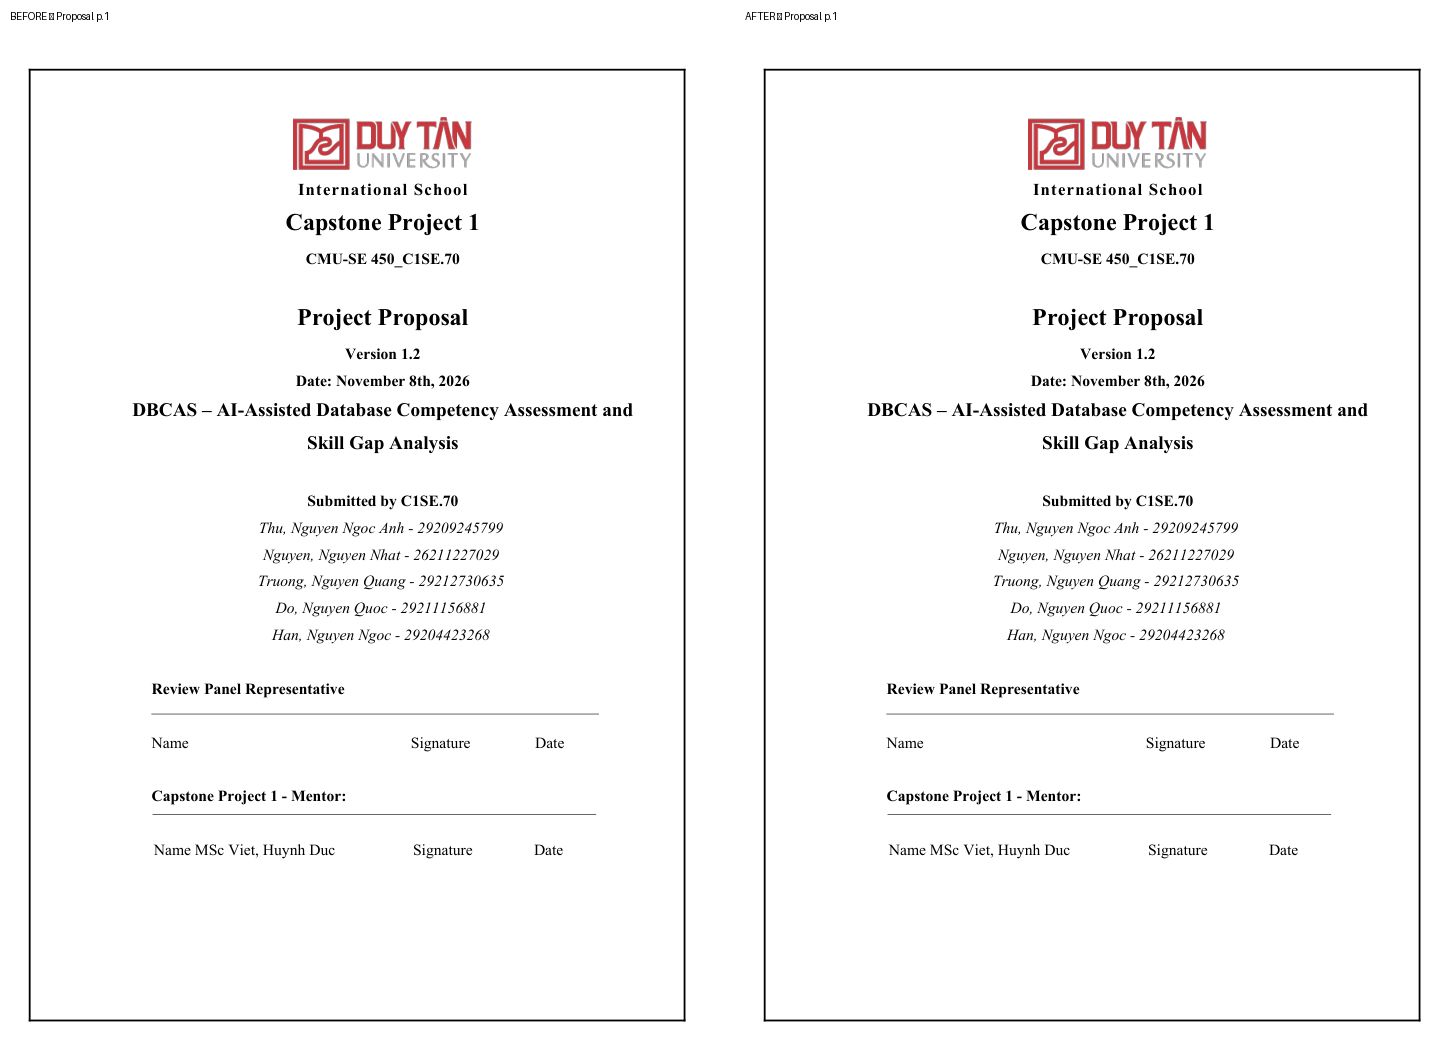 BEFORE Proposal p.1
DUY TÂN
UNIVERSITY
International School
Capstone Project 1
CMU-SE 450_C1SE.70
Project Proposal
Version 1.2
Date: November 8th, 2026
DBCAS – AI-Assisted Database Competency Assessment and
Skill Gap Analysis
Submitted by C1SE.70
Thu, Nguyen Ngoc Anh - 29209245799
Nguyen, Nguyen Nhat - 26211227029
Truong, Nguyen Quang - 29212730635
Do, Nguyen Quoc - 29211156881
Han, Nguyen Ngoc - 29204423268
Review Panel Representative
Name Signature Date
Capstone Project 1 - Mentor:
Name MSc Viet, Huynh Duc Signature Date
AFTER Proposal p.1
DUY TÂN
UNIVERSITY
International School
Capstone Project 1
CMU-SE 450_C1SE.70
Project Proposal
Version 1.2
Date: November 8th, 2026
DBCAS – AI-Assisted Database Competency Assessment and
Skill Gap Analysis
Submitted by C1SE.70
Thu, Nguyen Ngoc Anh - 29209245799
Nguyen, Nguyen Nhat - 26211227029
Truong, Nguyen Quang - 29212730635
Do, Nguyen Quoc - 29211156881
Han, Nguyen Ngoc - 29204423268
Review Panel Representative
Name Signature Date
Capstone Project 1 - Mentor:
Name MSc Viet, Huynh Duc Signature Date